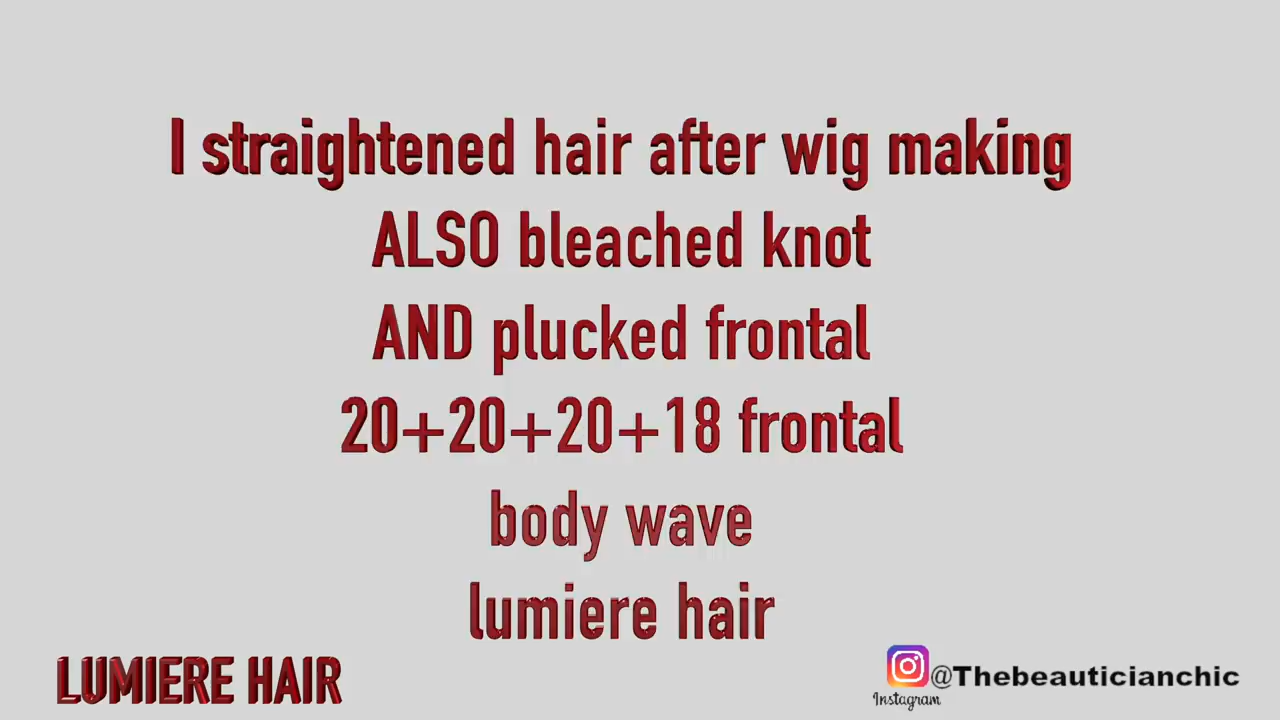 I straightened hair after wig making
ALSO bleached knot
AND plucked frontal
20+20+20+18 frontal
body wave
lumiere hair
LUMIERE HAIR
@Thebeauticianchic
Instagram